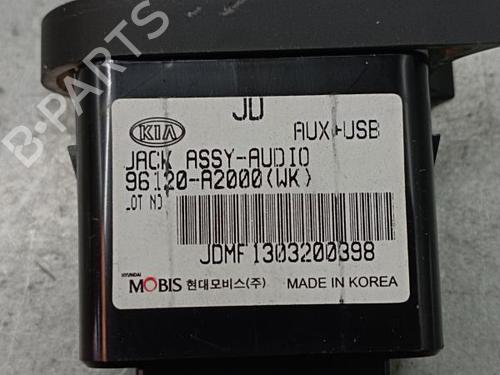 JD
KIA
AUX+USB
JACK ASSY-AUDIO
96120-A2000(WK)
LOT NO
JDMF1303200398
HYUNDAI
MOBIS 현대모비스(주) MADE IN KOREA
B-PARTS